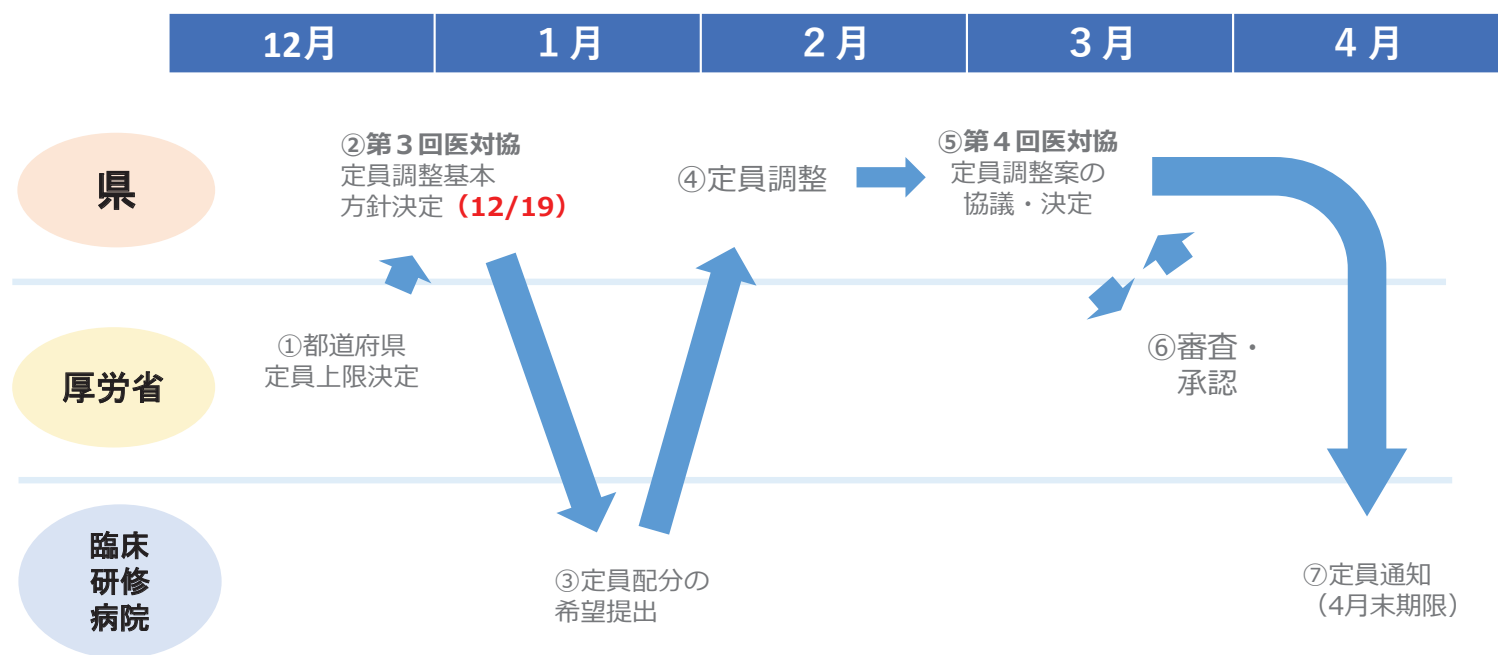 12月
１月
２月
３月
４月
県
②第３回医対協
定員調整基本
方針決定（12/19）
④定員調整
⑤第４回医対協
定員調整案の
協議・決定
厚労省
①都道府県
定員上限決定
⑥審査・
承認
臨床
研修
病院
③定員配分の
希望提出
⑦定員通知
（4月末期限）